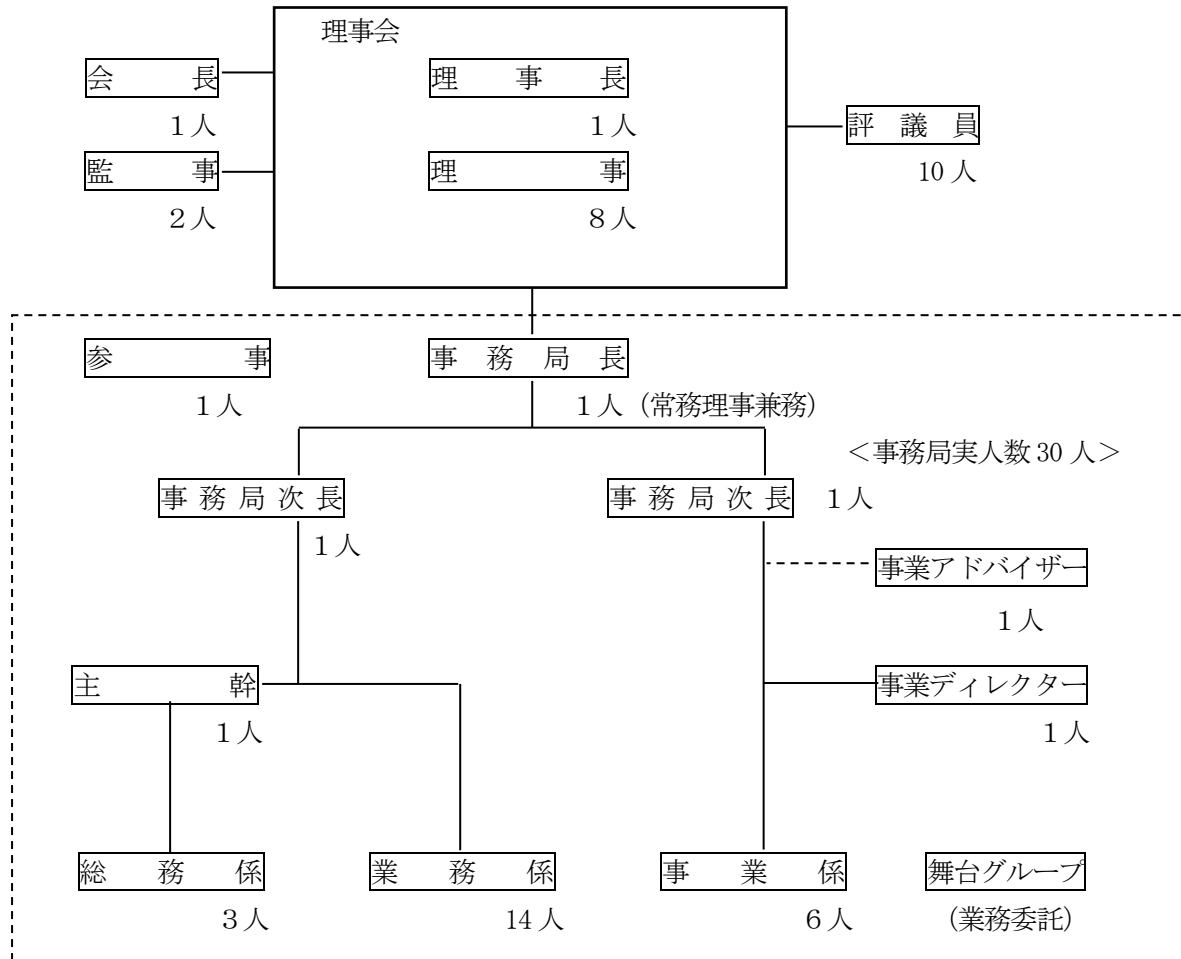 理事会
会長
理事長
1人
1人
評議員
監事
理事
10人
2人
8人
参事
事務局長
1人
1人（常務理事兼務）
＜事務局実人数30人＞
事務局次長
事務局次長
1人
1人
事業アドバイザー
1人
主幹
事業ディレクター
1人
1人
総務係
業務係
事業係
舞台グループ
3人
14人
6人
（業務委託）